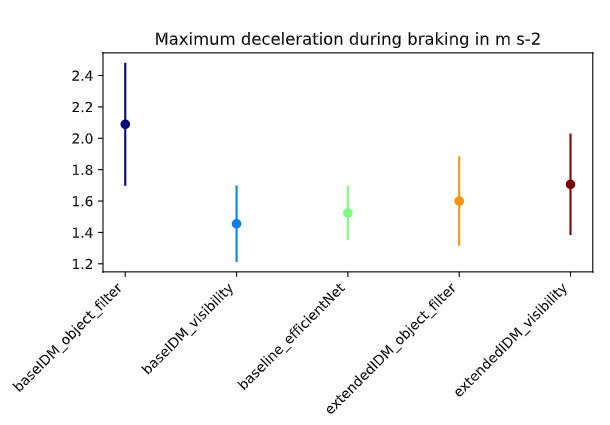 Maximum deceleration during braking in m s-2
2.4
2.2
2.0
1.8
1.6
1.4
1.2
baseIDM_object_filter
baseIDM_visibility
baseline_efficientNet
extendedIDM_object_filter
extendedIDM_visibility